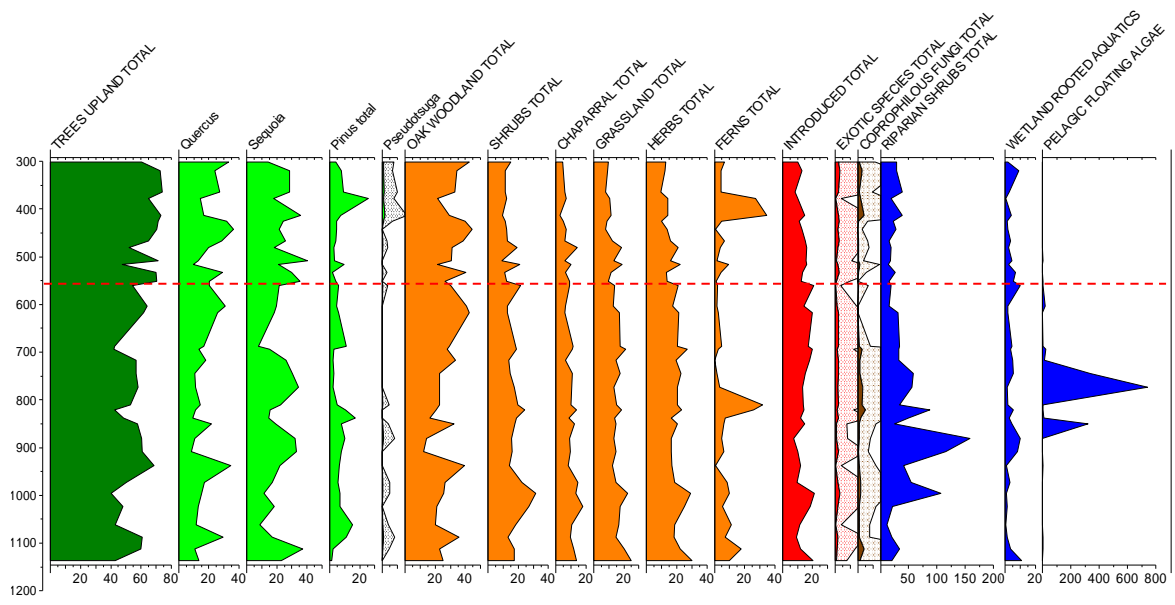 TREES UPLAND TOTAL
Quercus
Sequoia
Pinus total
Pseudotsuga
OAK WOODLAND TOTAL
SHRUBS TOTAL
CHAPARRAL TOTAL
GRASSLAND TOTAL
HERBS TOTAL
FERNS TOTAL
INTRODUCED TOTAL
EXOTIC SPECIES TOTAL
COPROPHILOUS FUNGI TOTAL
RIPARIAN SHRUBS TOTAL
WETLAND ROOTED AQUATICS
PELAGIC FLOATING ALGAE
300
400
500
600
700
800
900
1000
1100
1200
20 40 60 80
20 40
20 40
20
20 40
20
20
20
20 40
20 40
20
50 100 150 200
20
200 400 600 800